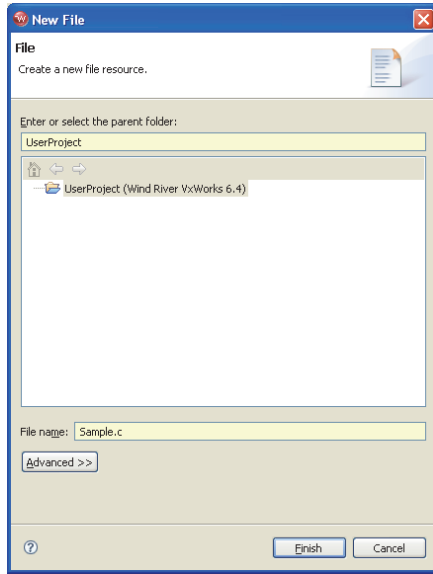 New File
File
Create a new file resource.
Enter or select the parent folder:
UserProject
UserProject (Wind River VxWorks 6.4)
File name: Sample.c
Advanced >>
Finish Cancel